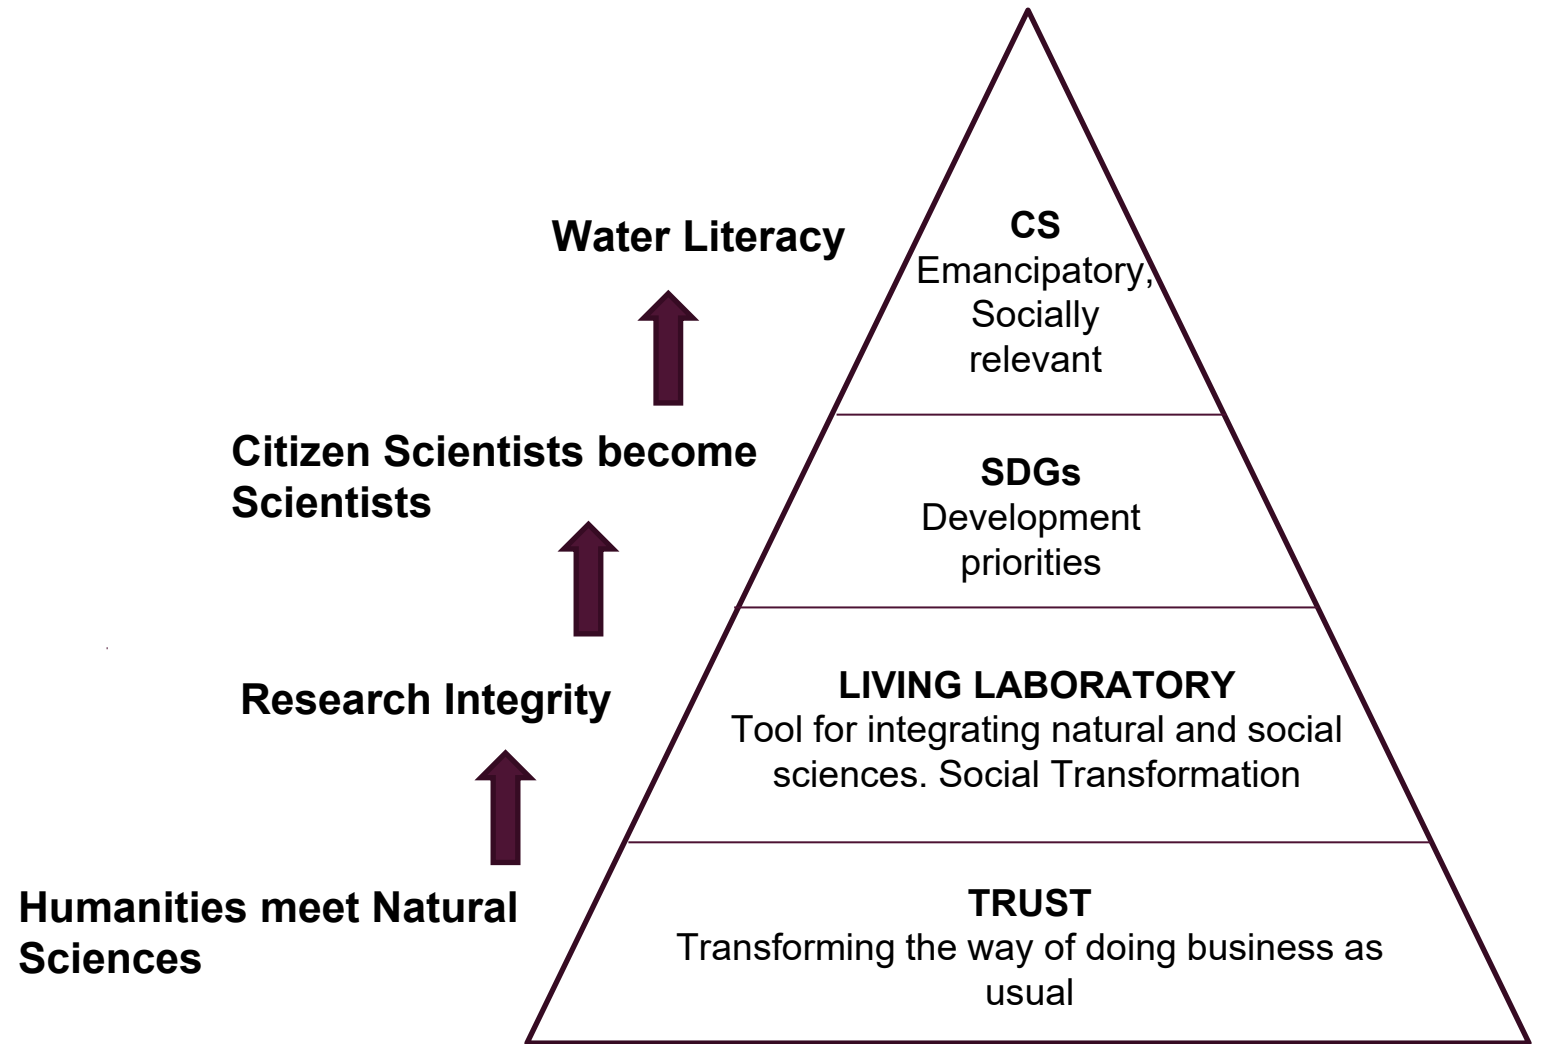 Water Literacy
CS
Emancipatory,
Socially
relevant
Citizen Scientists become
Scientists
SDGs
Development
priorities
Research Integrity
LIVING LABORATORY
Tool for integrating natural and social
sciences. Social Transformation
Humanities meet Natural
Sciences
TRUST
Transforming the way of doing business as
usual